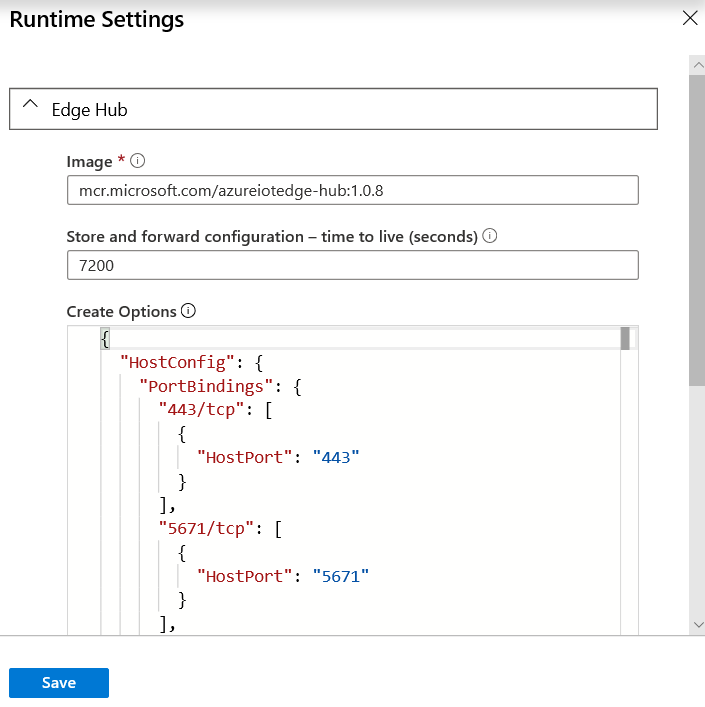 Runtime Settings
Edge Hub
Image *
mcr.microsoft.com/azureiotedge-hub:1.0.8
Store and forward configuration – time to live (seconds)
7200
Create Options
{
"HostConfig": {
"PortBindings": {
"443/tcp": [
{
"HostPort": "443"
}
],
"5671/tcp": [
{
"HostPort": "5671"
}
],
Save